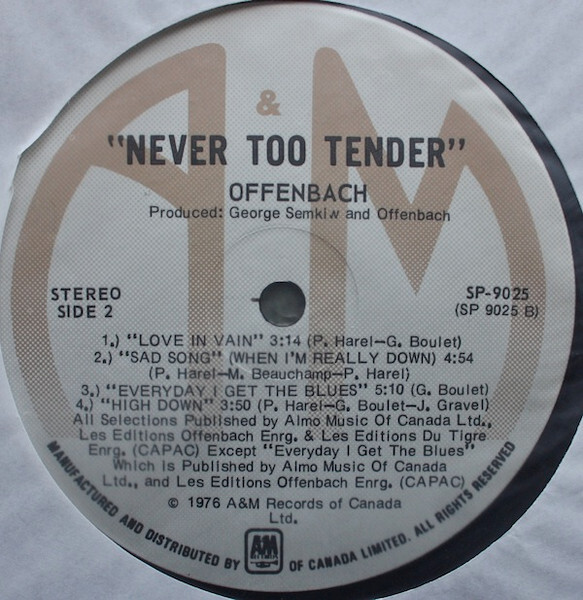 A & M
"NEVER TOO TENDER"
OFFENBACH
Produced: George Semkiw and Offenbach
STEREO
SIDE 2
SP-9025
(SP 9025 B)
1.) "LOVE IN VAIN" 3:14 (P. Harel-G. Boulet)
2.) "SAD SONG" (WHEN I'M REALLY DOWN) 4:54
(P. Harel-M. Beauchamp-P. Harel)
3.) "EVERYDAY I GET THE BLUES" 5:10 (G. Boulet)
4.) "HIGH DOWN" 3:50 (P. Harel-G. Boulet-J. Gravel)
All Selections Published by Almo Music Of Canada Ltd.,
Les Editions Offenbach Enrg. & Les Editions Du Tigre
Enrg. (CAPAC) Except "Everyday I Get The Blues"
Which is Published by Almo Music Of Canada
Ltd., and Les Editions Offenbach Enrg. (CAPAC)
© 1976 A&M Records of Canada
Ltd.
MANUFACTURED AND DISTRIBUTED BY A&M RECORDS OF CANADA LIMITED. ALL RIGHTS RESERVED